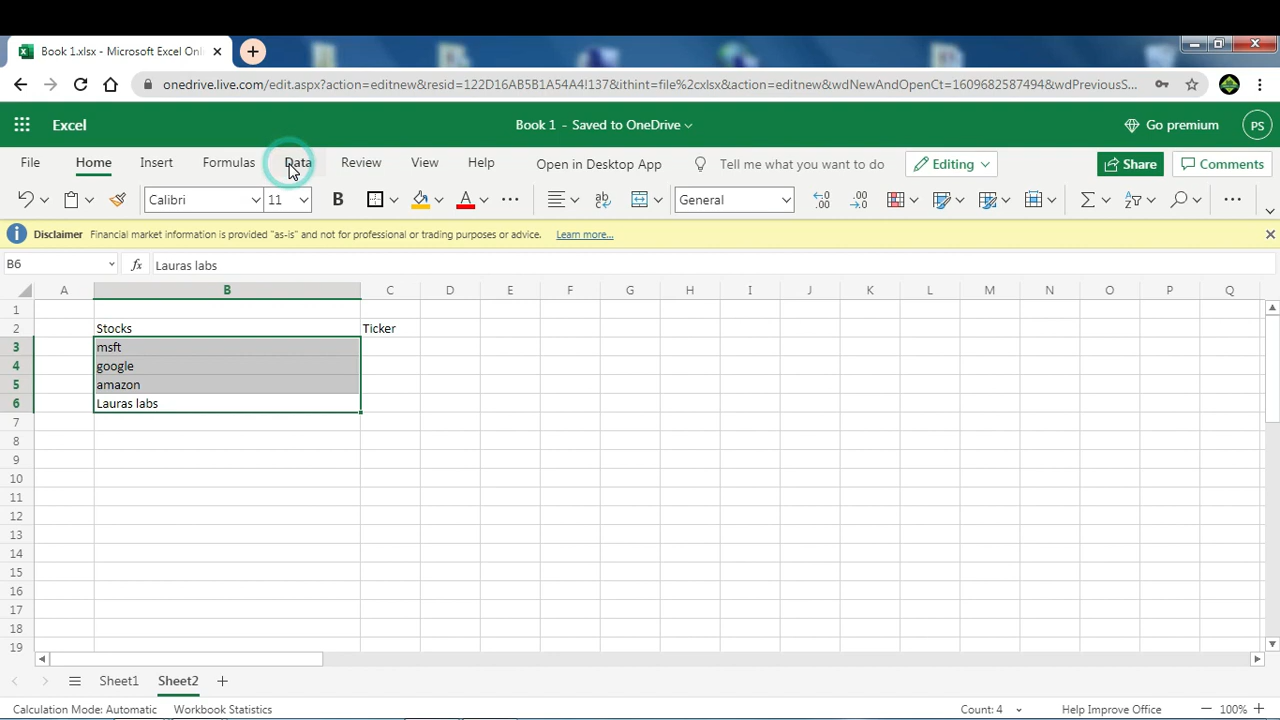 Book 1.xlsx - Microsoft Excel Onl
onedrive.live.com/edit.aspx?action=editnew&resid=122D16AB5B1A54A4!137&ithint=file%2cxlsx&action=editnew&wdNewAndOpenCt=1609682587494&wdPreviousS...
Excel
Book 1 - Saved to OneDrive
Go premium
PS
File Home Insert Formulas Data Review View Help Open in Desktop App Tell me what you want to do Editing Share Comments
Calibri 11 B A General
Disclaimer Financial market information is provided "as-is" and not for professional or trading purposes or advice. Learn more...
B6 fx Lauras labs
A B C D E F G H I J K L M N O P Q
1
2 Stocks Ticker
3 msft
4 google
5 amazon
6 Lauras labs
7
8
9
10
11
12
13
14
15
16
17
18
19
Sheet1 Sheet2
Calculation Mode: Automatic Workbook Statistics Count: 4 Help Improve Office 100%